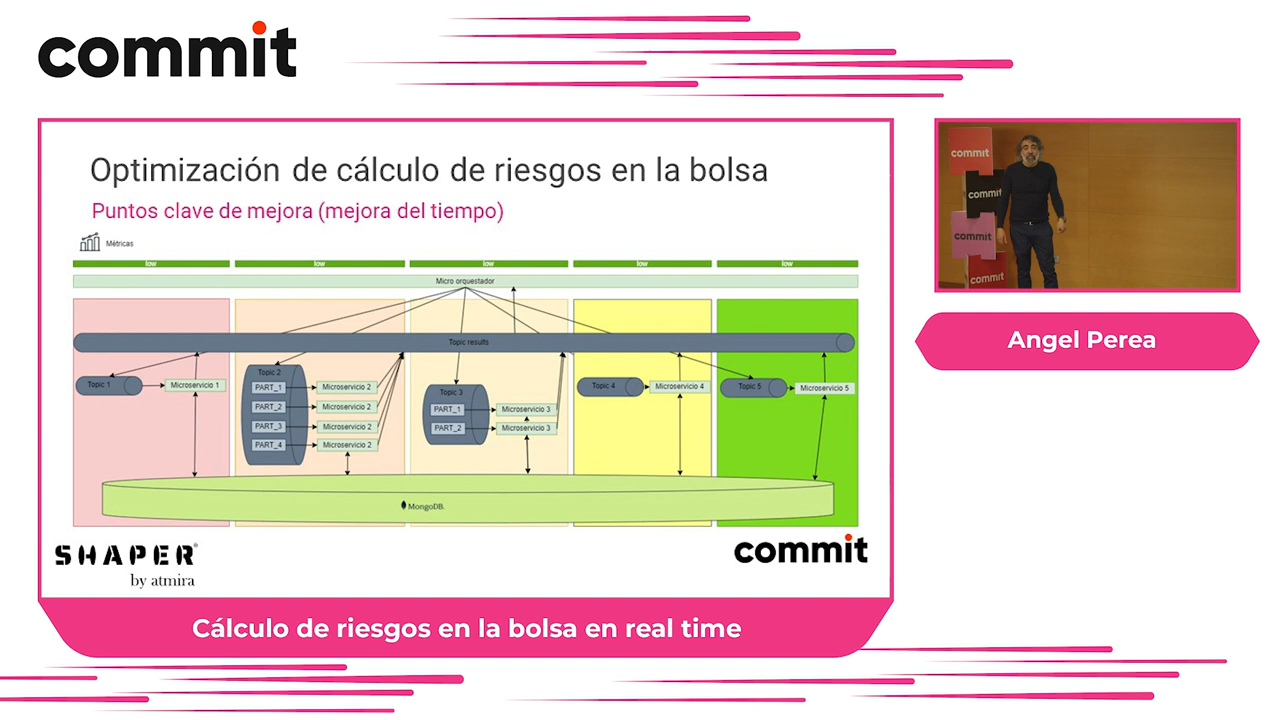 commit
Optimización de cálculo de riesgos en la bolsa
Puntos clave de mejora (mejora del tiempo)
Métricas
low low low low low
Micro orquestador
Topic results
Topic 1
Microservicio 1
Topic 2
PART_1 Microservicio 2
PART_2 Microservicio 2
PART_3 Microservicio 2
PART_4 Microservicio 2
Topic 3
PART_1 Microservicio 3
PART_2 Microservicio 3
Topic 4
Microservicio 4
Topic 5
Microservicio 5
MongoDB.
SHAPER®
by atmira
commit
Cálculo de riesgos en la bolsa en real time
commit
commit
commit
commit
Angel Perea